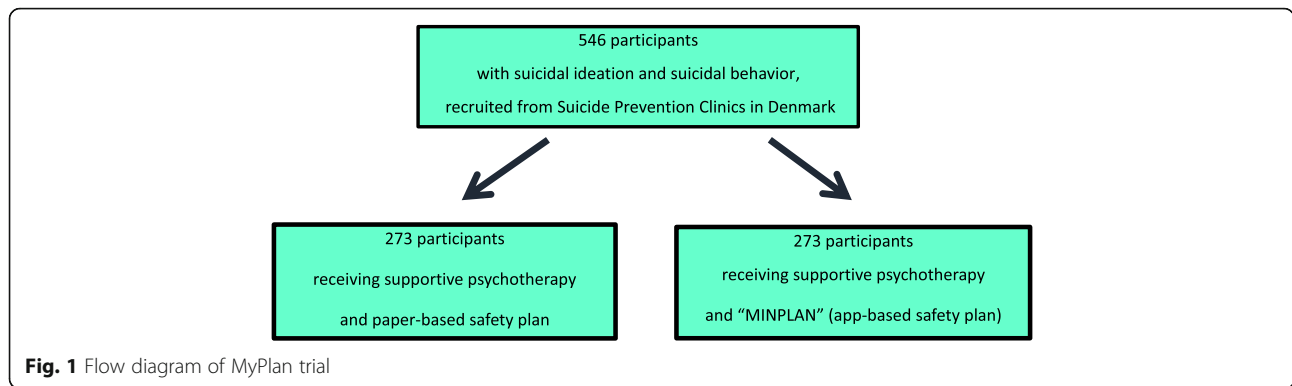 546 participants
with suicidal ideation and suicidal behavior,
recruited from Suicide Prevention Clinics in Denmark
273 participants
receiving supportive psychotherapy
and paper-based safety plan
273 participants
receiving supportive psychotherapy
and “MINPLAN” (app-based safety plan)
Fig. 1 Flow diagram of MyPlan trial